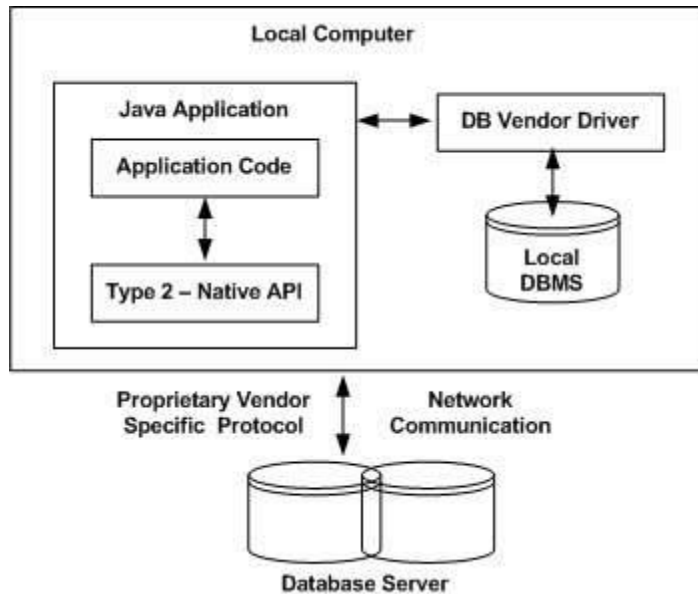 Local Computer
Java Application
Application Code
Type 2 – Native API
DB Vendor Driver
Local
DBMS
Proprietary Vendor
Specific Protocol
Network
Communication
Database Server